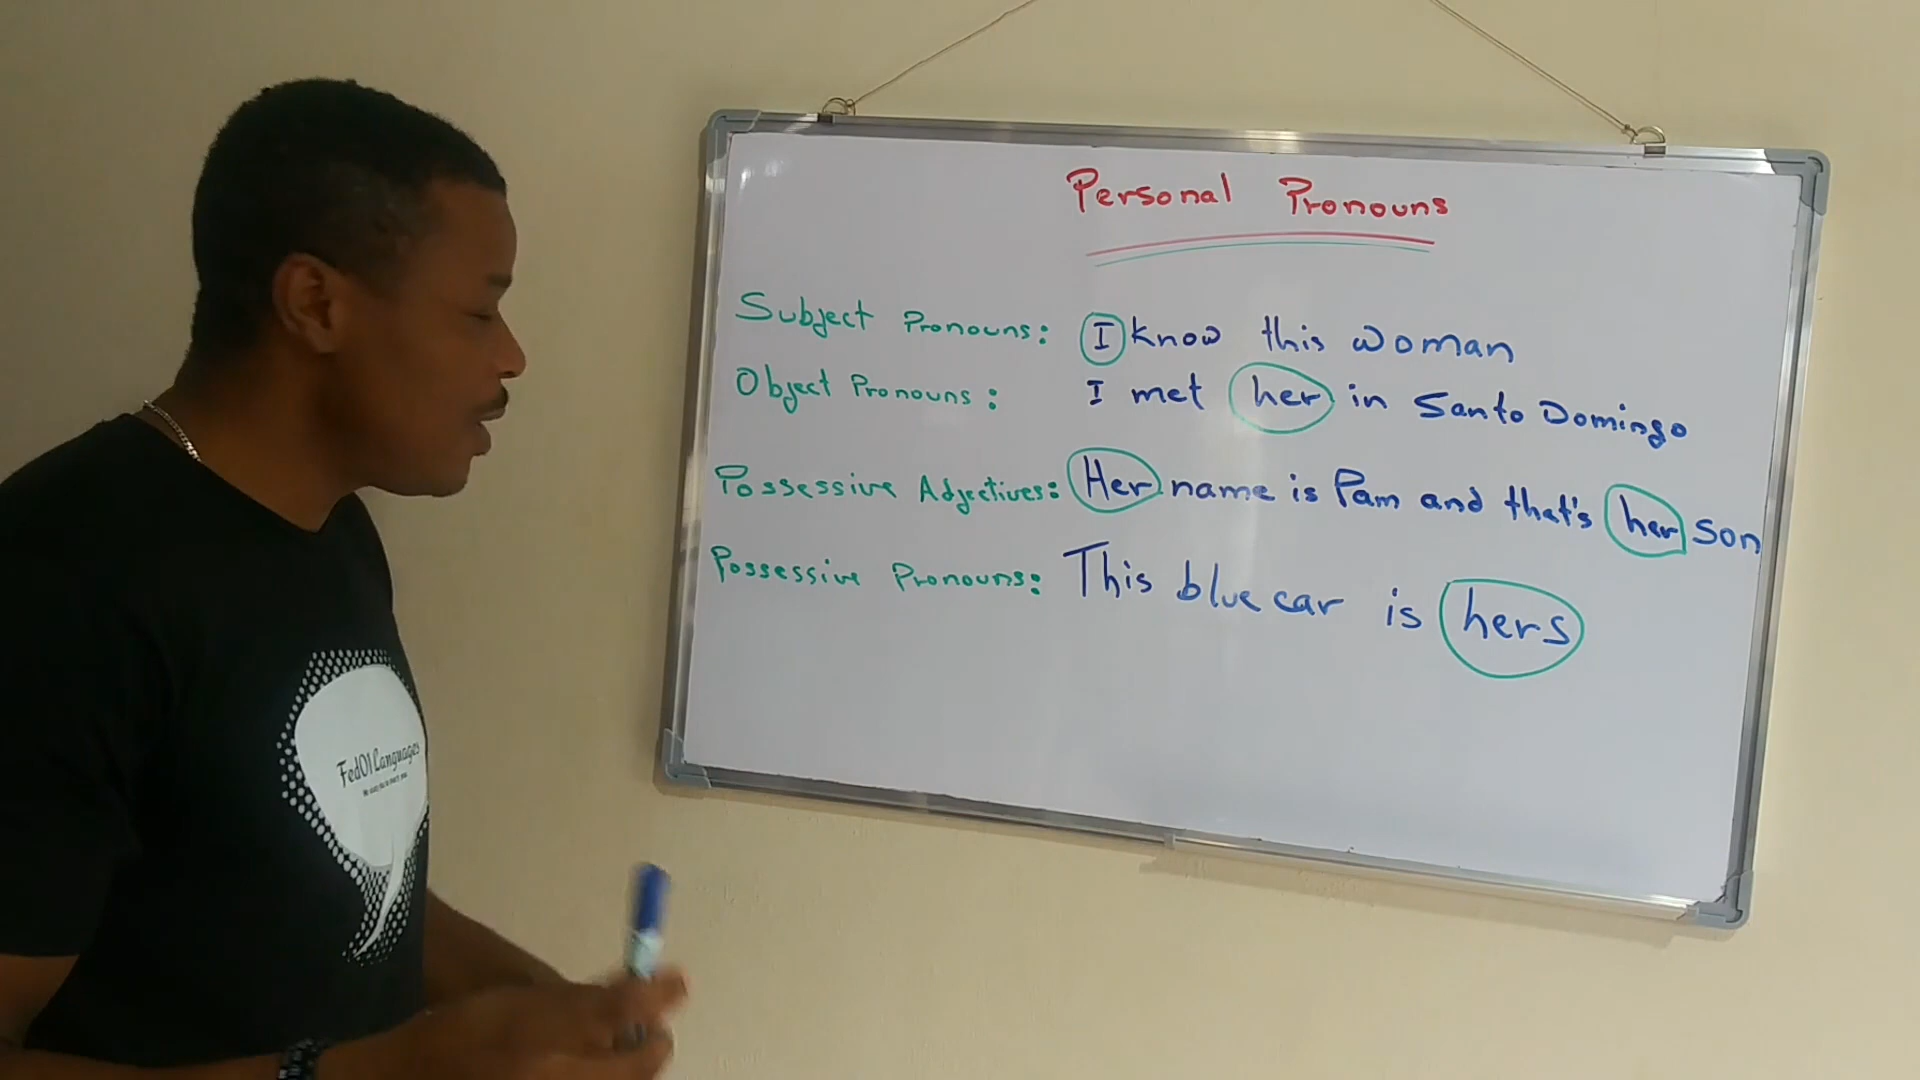 Personal Pronouns
Subject Pronouns: I know this woman
Object Pronouns: I met her in Santo Domingo
Possessive Adjectives: Her name is Pam and that's her son
Possessive Pronouns: This blue car is hers
Fed01 Languages